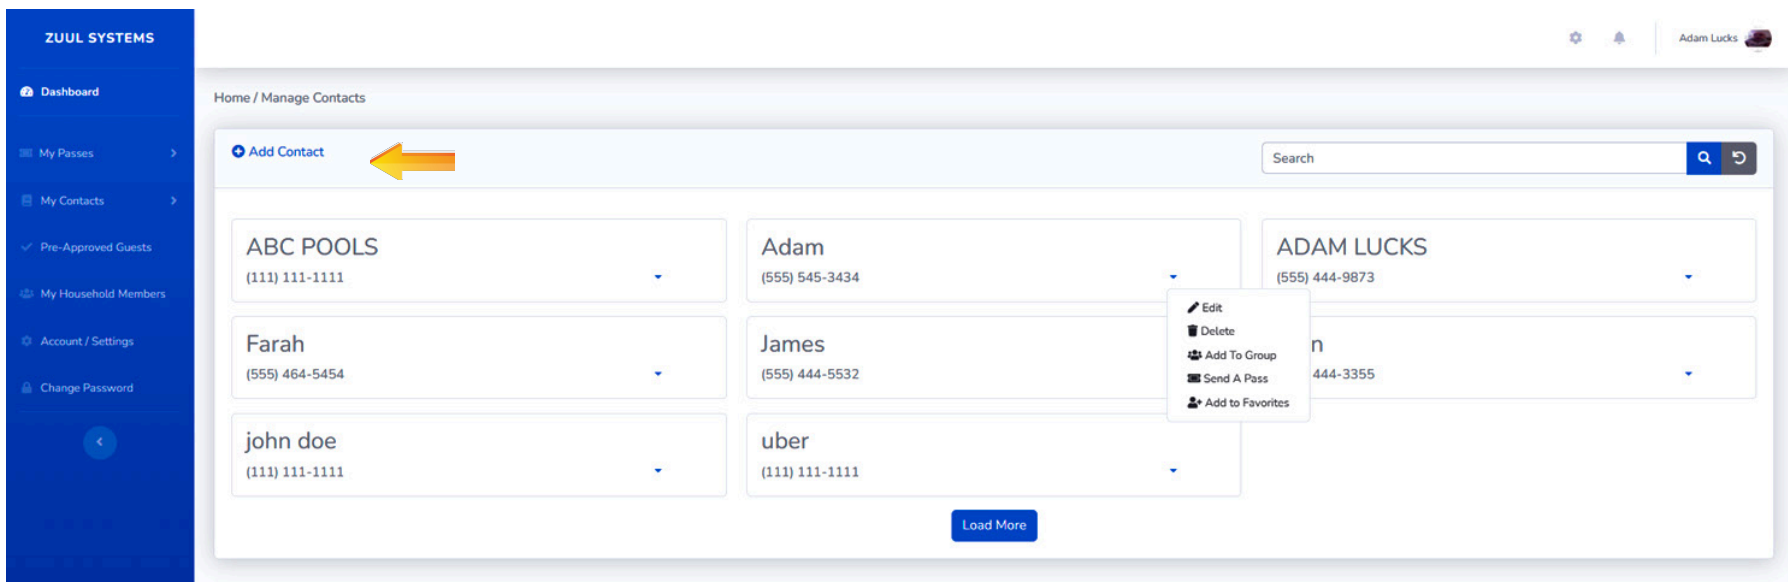 ZUUL SYSTEMS
Adam Lucks
Dashboard
My Passes
My Contacts
Pre-Approved Guests
My Household Members
Account / Settings
Change Password
Home / Manage Contacts
Add Contact
Search
ABC POOLS
(111) 111-1111
Adam
(555) 545-3434
ADAM LUCKS
(555) 444-9873
Edit
Delete
Add To Group
Send A Pass
Add to Favorites
Farah
(555) 464-5454
James
(555) 444-5532
n
444-3355
john doe
(111) 111-1111
uber
(111) 111-1111
Load More